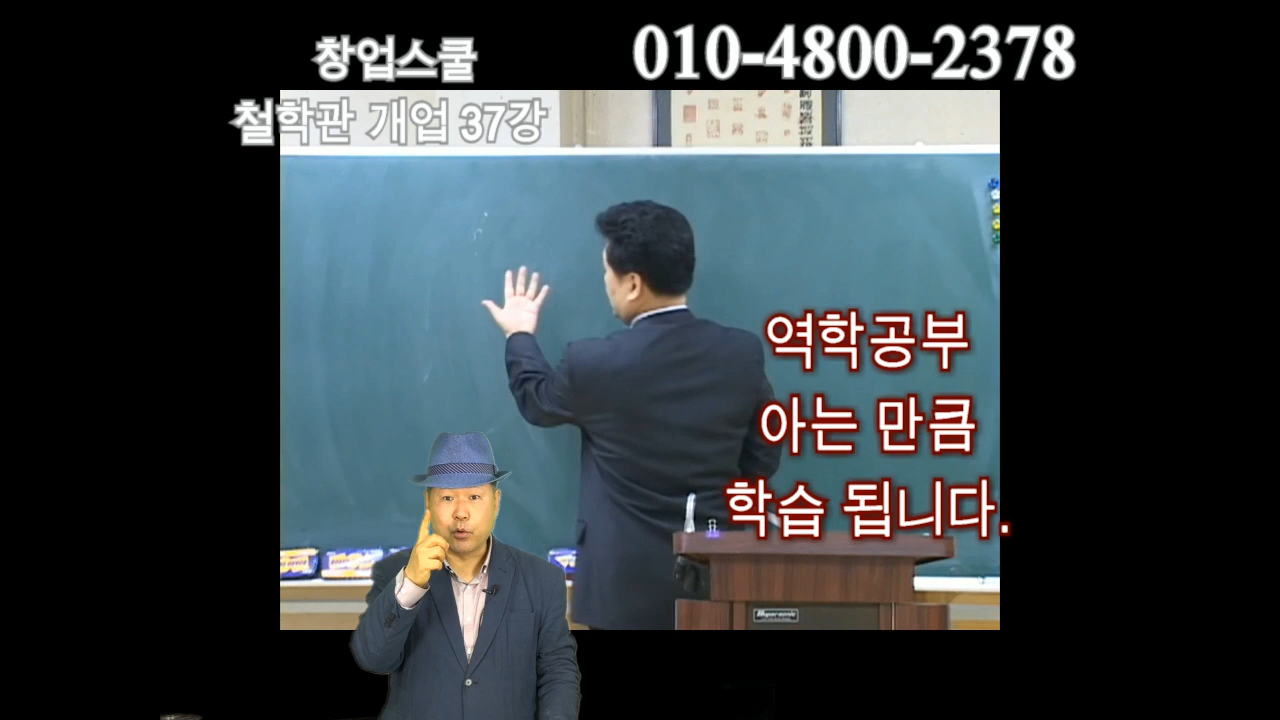 창업스쿨
010-4800-2378
철학관 개업 37강
역학공부
아는 만큼
학습 됩니다.